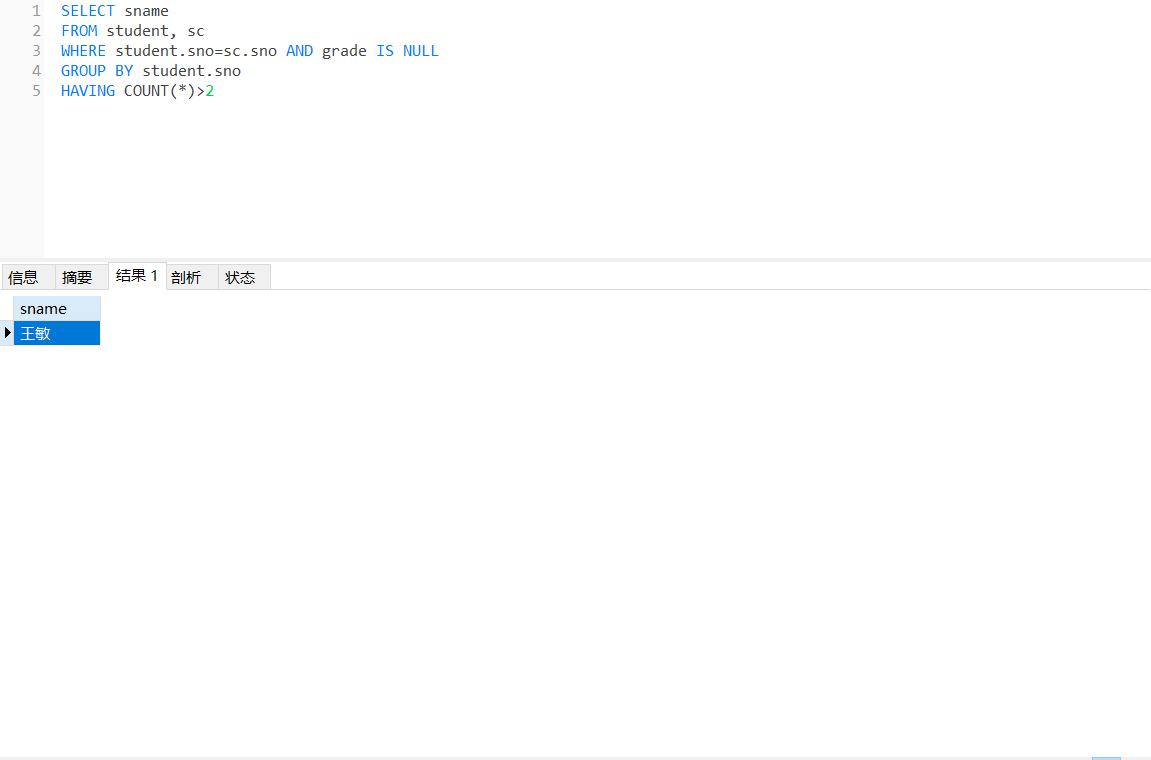 1 SELECT sname
2 FROM student, sc
3 WHERE student.sno=sc.sno AND grade IS NULL
4 GROUP BY student.sno
5 HAVING COUNT(*)>2
信息 摘要 结果 1 剖析 状态
sname
王敏